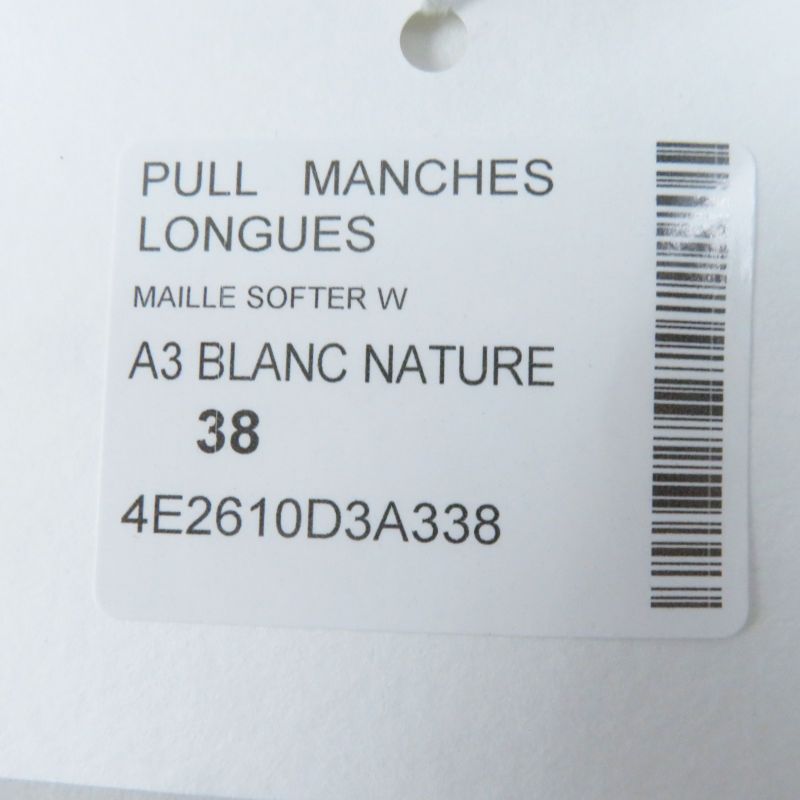 PULL MANCHES
LONGUES
MAILLE SOFTER W
A3 BLANC NATURE
38
4E2610D3A338